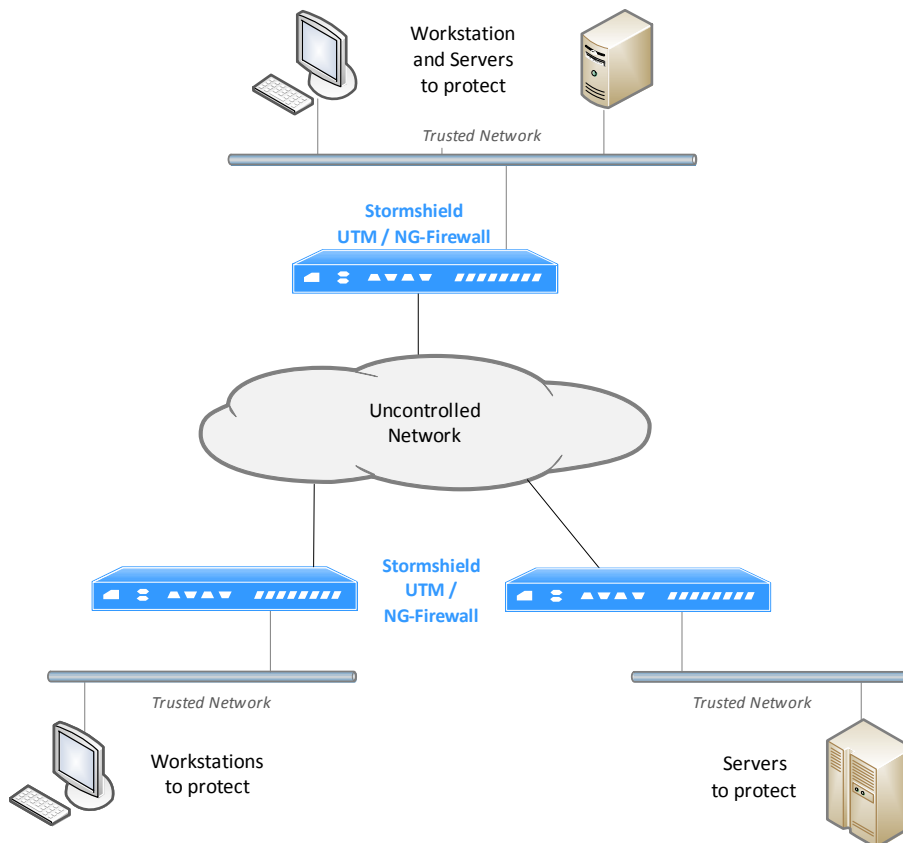 Workstation
and Servers
to protect
Trusted Network
Stormshield
UTM / NG-Firewall
Uncontrolled
Network
Stormshield
UTM /
NG-Firewall
Trusted Network
Trusted Network
Workstations
to protect
Servers
to protect